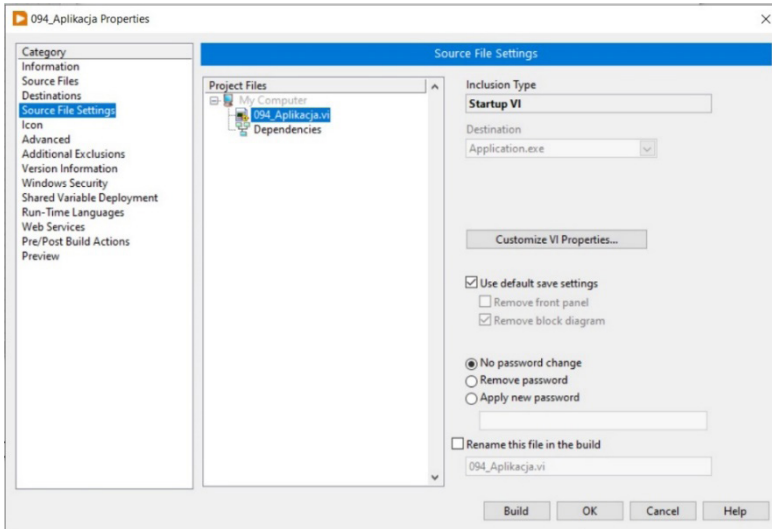 094_Aplikacja Properties
Category
Information
Source Files
Destinations
Source File Settings
Icon
Advanced
Additional Exclusions
Version Information
Windows Security
Shared Variable Deployment
Run-Time Languages
Web Services
Pre/Post Build Actions
Preview
Source File Settings
Project Files
My Computer
094_Aplikacja.vi
Dependencies
Inclusion Type
Startup VI
Destination
Application.exe
Customize VI Properties...
Use default save settings
Remove front panel
Remove block diagram
No password change
Remove password
Apply new password
Rename this file in the build
094_Aplikacja.vi
Build OK Cancel Help